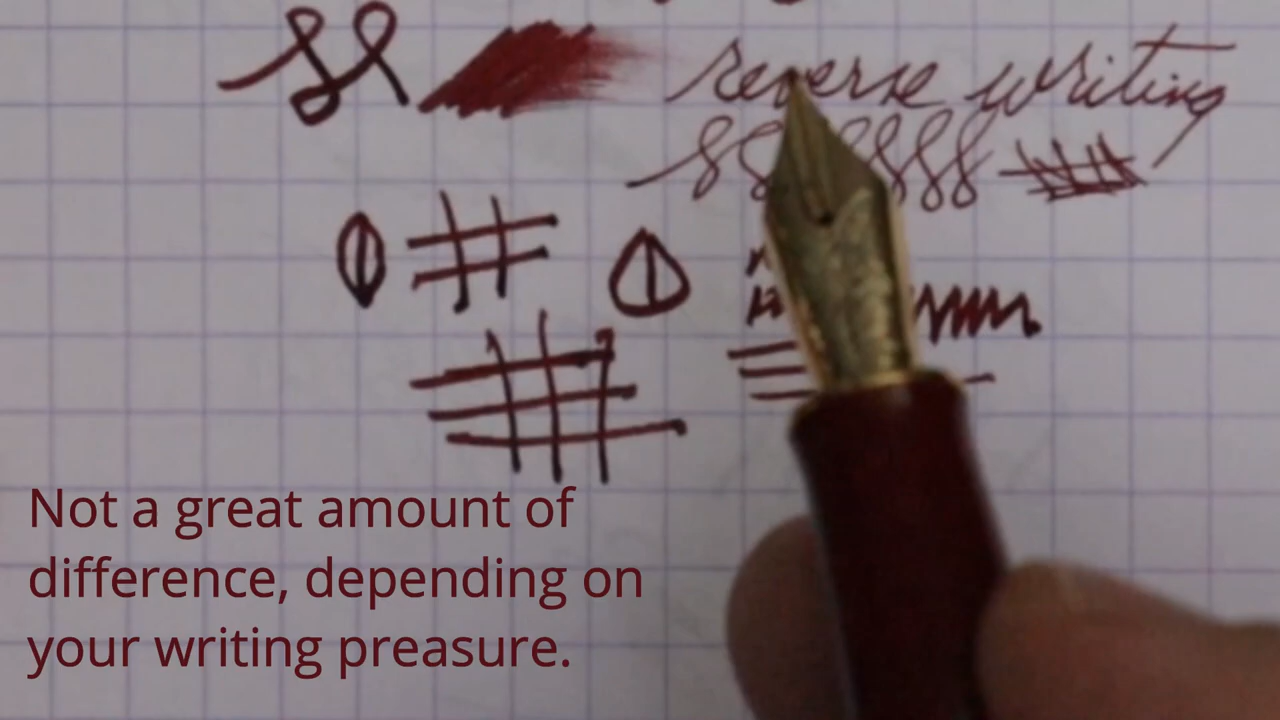 reverse writing
Not a great amount of
difference, depending on
your writing preasure.